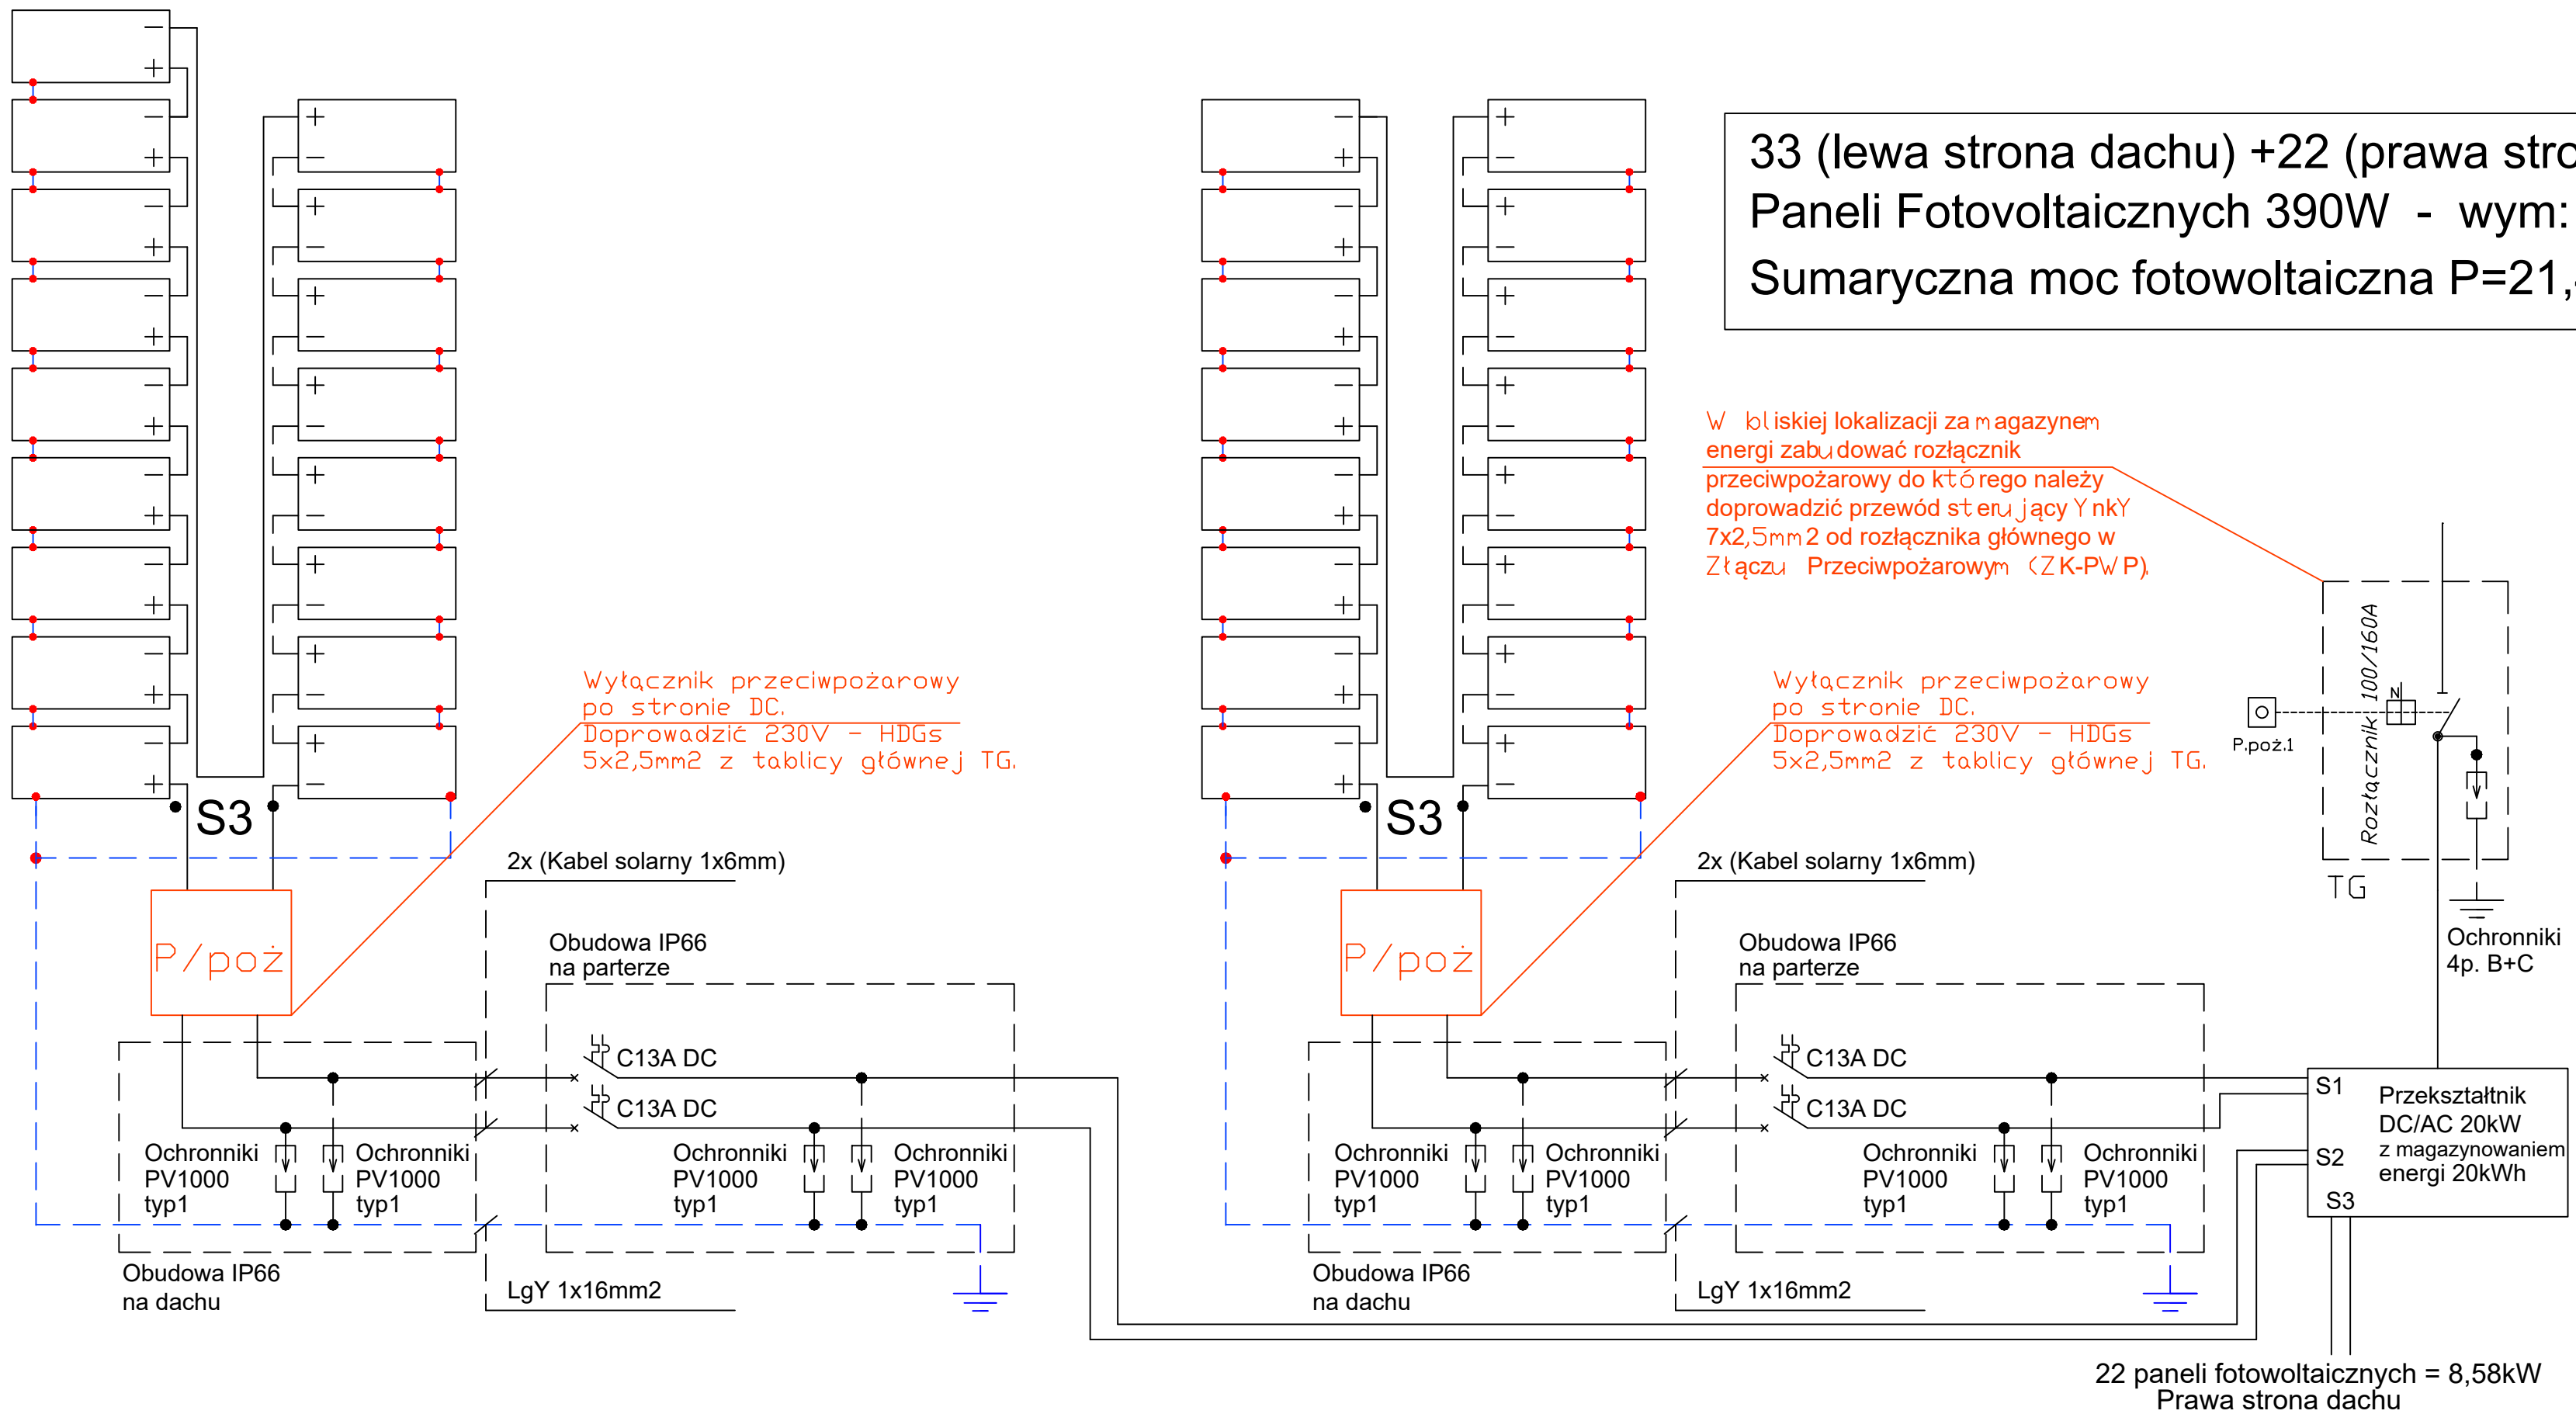 33 (lewa strona dachu) +22 (prawa
Paneli Fotovoltaicznych 390W - wym:
Sumaryczna moc fotowoltaiczna P=21,
W bliskiej lokalizacji za magazynem
energi zabudować rozłącznik
przeciwpożarowy do którego należy
doprowadzić przewód sterujący YnkY
7x2,5mm2 od rozłącznika głównego w
Złączu Przeciwpożarowym (ZK-PWP).
Wyłącznik przeciwpożarowy
po stronie DC.
Doprowadzić 230V - HDGs
5x2,5mm2 z tablicy głównej TG.
Wyłącznik przeciwpożarowy
po stronie DC.
Doprowadzić 230V - HDGs
5x2,5mm2 z tablicy głównej TG.
Rozłącznik 100/160A
N
P.poż.1
TG
Ochronniki
4p. B+C
S3
S3
2x (Kabel solarny 1x6mm)
2x (Kabel solarny 1x6mm)
P/poż
P/poż
Obudowa IP66
na parterze
Obudowa IP66
na parterze
C13A DC
C13A DC
C13A DC
C13A DC
Ochronniki
PV1000
typ1
Ochronniki
PV1000
typ1
Ochronniki
PV1000
typ1
Ochronniki
PV1000
typ1
Ochronniki
PV1000
typ1
Ochronniki
PV1000
typ1
Ochronniki
PV1000
typ1
Ochronniki
PV1000
typ1
S1
S2
S3
Przekształtnik
DC/AC 20kW
z magazynowaniem
energi 20kWh
Obudowa IP66
na dachu
LgY 1x16mm2
Obudowa IP66
na dachu
LgY 1x16mm2
22 paneli fotowoltaicznych = 8,58kW
Prawa strona dachu